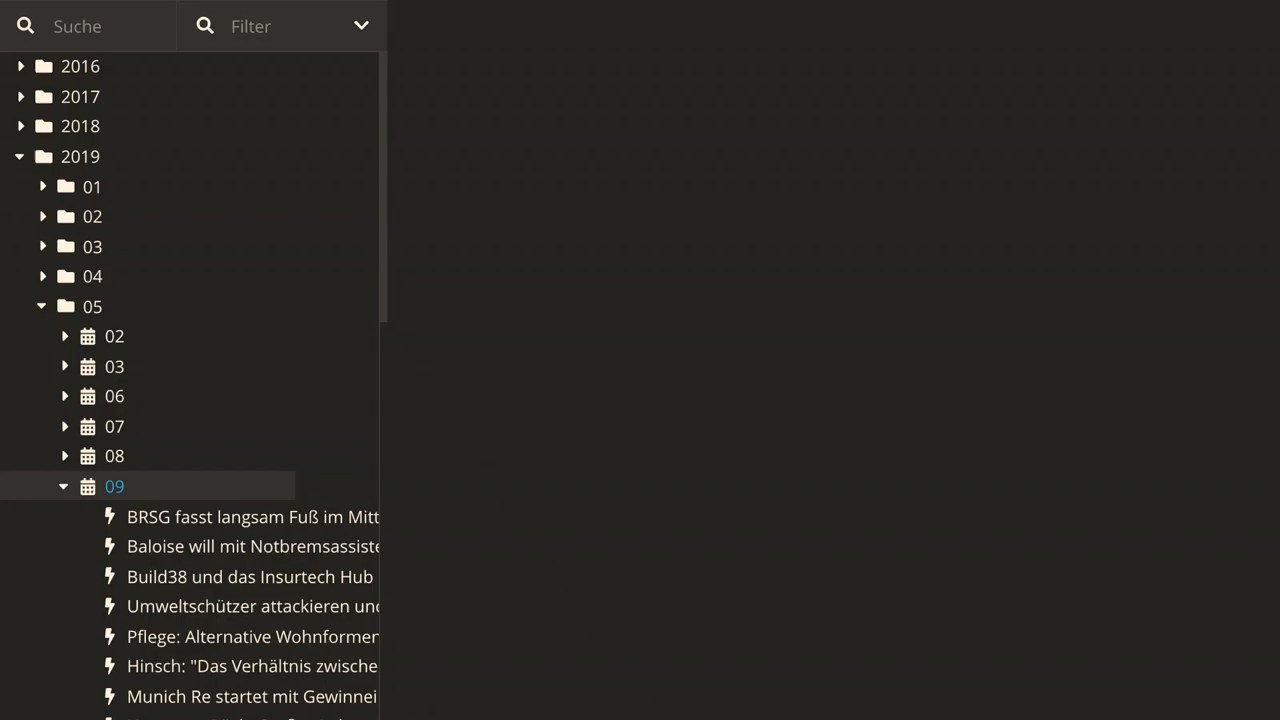 Suche Filter
2016
2017
2018
2019
01
02
03
04
05
02
03
06
07
08
09
BRSG fasst langsam Fuß im Mitt
Baloise will mit Notbremsassiste
Build38 und das Insurtech Hub
Umweltschützer attackieren und
Pflege: Alternative Wohnformen
Hinsch: "Das Verhältnis zwische
Munich Re startet mit Gewinnei